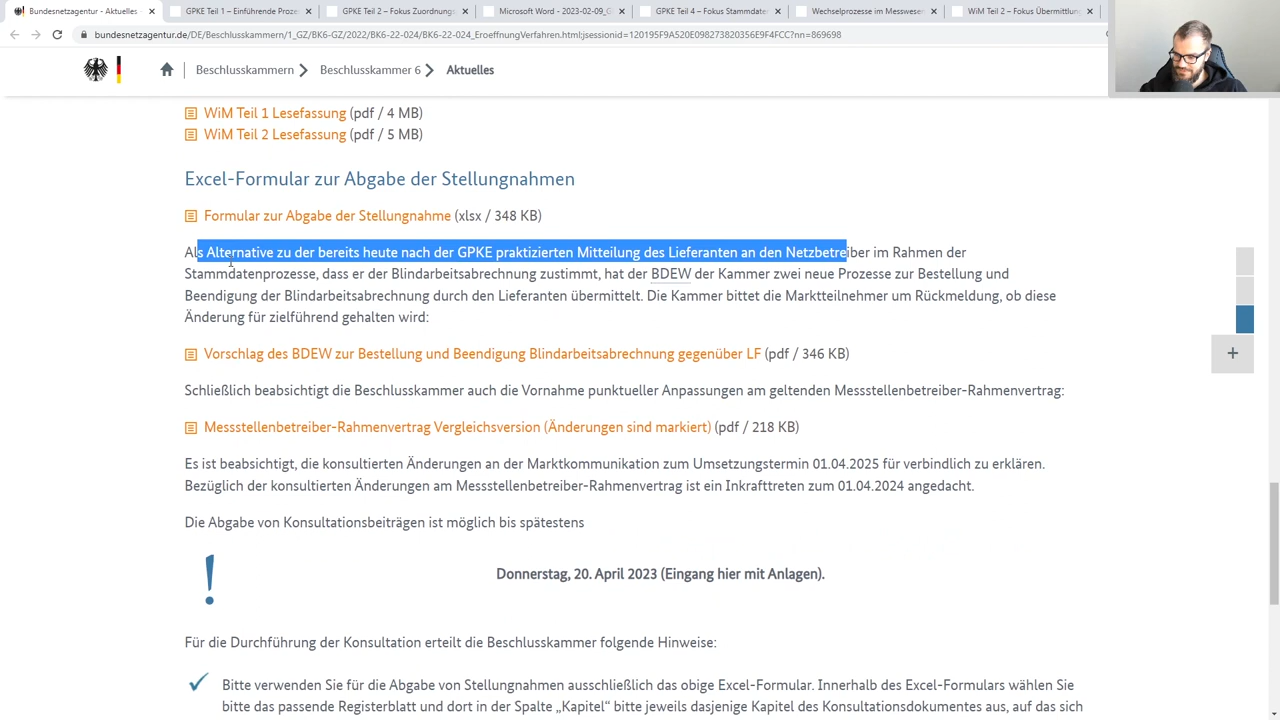 Bundesnetzagentur - Aktuelles -
GPKE Teil 1 – Einführende Proze
GPKE Teil 2 – Fokus Zuordnungs
Microsoft Word - 2023-02-09_G
GPKE Teil 4 – Fokus Stammdate
Wechselprozesse im Messwesen
WiM Teil 2 – Fokus Übermittlun
bundesnetzagentur.de/DE/Beschlusskammern/1_GZ/BK6-GZ/2022/BK6-22-024/BK6-22-024_EroeffnungVerfahren.html;jsessionid=120195F9A520E098273820356E9F4FCC?nn=869698
Beschlusskammern
Beschlusskammer 6
Aktuelles
WiM Teil 1 Lesefassung (pdf / 4 MB)
WiM Teil 2 Lesefassung (pdf / 5 MB)
Excel-Formular zur Abgabe der Stellungnahmen
Formular zur Abgabe der Stellungnahme (xlsx / 348 KB)
Als Alternative zu der bereits heute nach der GPKE praktizierten Mitteilung des Lieferanten an den Netzbetreiber im Rahmen der
Stammdatenprozesse, dass er der Blindarbeitsabrechnung zustimmt, hat der BDEW der Kammer zwei neue Prozesse zur Bestellung und
Beendigung der Blindarbeitsabrechnung durch den Lieferanten übermittelt. Die Kammer bittet die Marktteilnehmer um Rückmeldung, ob diese
Änderung für zielführend gehalten wird:
Vorschlag des BDEW zur Bestellung und Beendigung Blindarbeitsabrechnung gegenüber LF (pdf / 346 KB)
Schließlich beabsichtigt die Beschlusskammer auch die Vornahme punktueller Anpassungen am geltenden Messstellenbetreiber-Rahmenvertrag:
Messstellenbetreiber-Rahmenvertrag Vergleichsversion (Änderungen sind markiert) (pdf / 218 KB)
Es ist beabsichtigt, die konsultierten Änderungen an der Marktkommunikation zum Umsetzungstermin 01.04.2025 für verbindlich zu erklären.
Bezüglich der konsultierten Änderungen am Messstellenbetreiber-Rahmenvertrag ist ein Inkrafttreten zum 01.04.2024 angedacht.
Die Abgabe von Konsultationsbeiträgen ist möglich bis spätestens
! Donnerstag, 20. April 2023 (Eingang hier mit Anlagen).
Für die Durchführung der Konsultation erteilt die Beschlusskammer folgende Hinweise:
Bitte verwenden Sie für die Abgabe von Stellungnahmen ausschließlich das obige Excel-Formular. Innerhalb des Excel-Formulars wählen Sie
bitte das passende Registerblatt und dort in der Spalte „Kapitel“ bitte jeweils dasjenige Kapitel des Konsultationsdokumentes aus, auf das sich